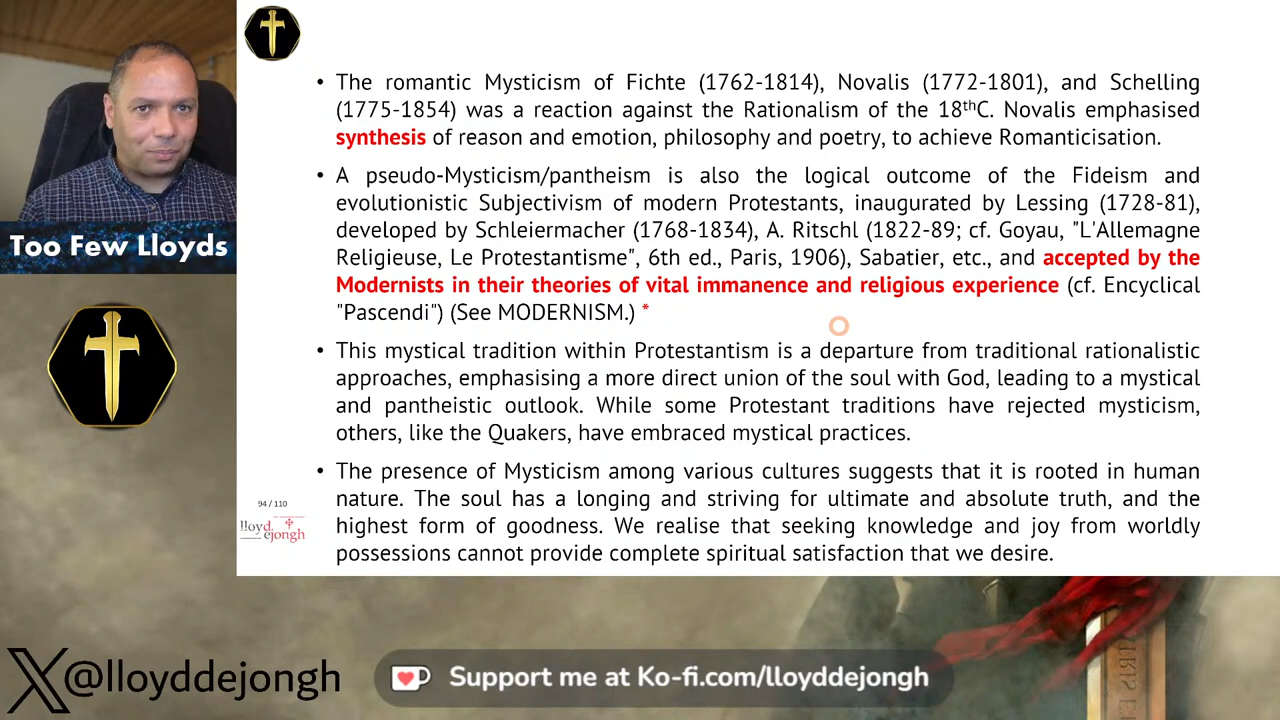 • The romantic Mysticism of Fichte (1762-1814), Novalis (1772-1801), and Schelling
(1775-1854) was a reaction against the Rationalism of the 18thC. Novalis emphasised
synthesis of reason and emotion, philosophy and poetry, to achieve Romanticisation.
• A pseudo-Mysticism/pantheism is also the logical outcome of the Fideism and
evolutionistic Subjectivism of modern Protestants, inaugurated by Lessing (1728-81),
developed by Schleiermacher (1768-1834), A. Ritschl (1822-89; cf. Goyau, "L'Allemagne
Religieuse, Le Protestantisme", 6th ed., Paris, 1906), Sabatier, etc., and accepted by the
Modernists in their theories of vital immanence and religious experience (cf. Encyclical
"Pascendi") (See MODERNISM.) *
• This mystical tradition within Protestantism is a departure from traditional rationalistic
approaches, emphasising a more direct union of the soul with God, leading to a mystical
and pantheistic outlook. While some Protestant traditions have rejected mysticism,
others, like the Quakers, have embraced mystical practices.
• The presence of Mysticism among various cultures suggests that it is rooted in human
nature. The soul has a longing and striving for ultimate and absolute truth, and the
highest form of goodness. We realise that seeking knowledge and joy from worldly
possessions cannot provide complete spiritual satisfaction that we desire.
94 / 110
lloyd
dejongh
Too Few Lloyds
X@lloyddejongh
Support me at Ko-fi.com/lloyddejongh